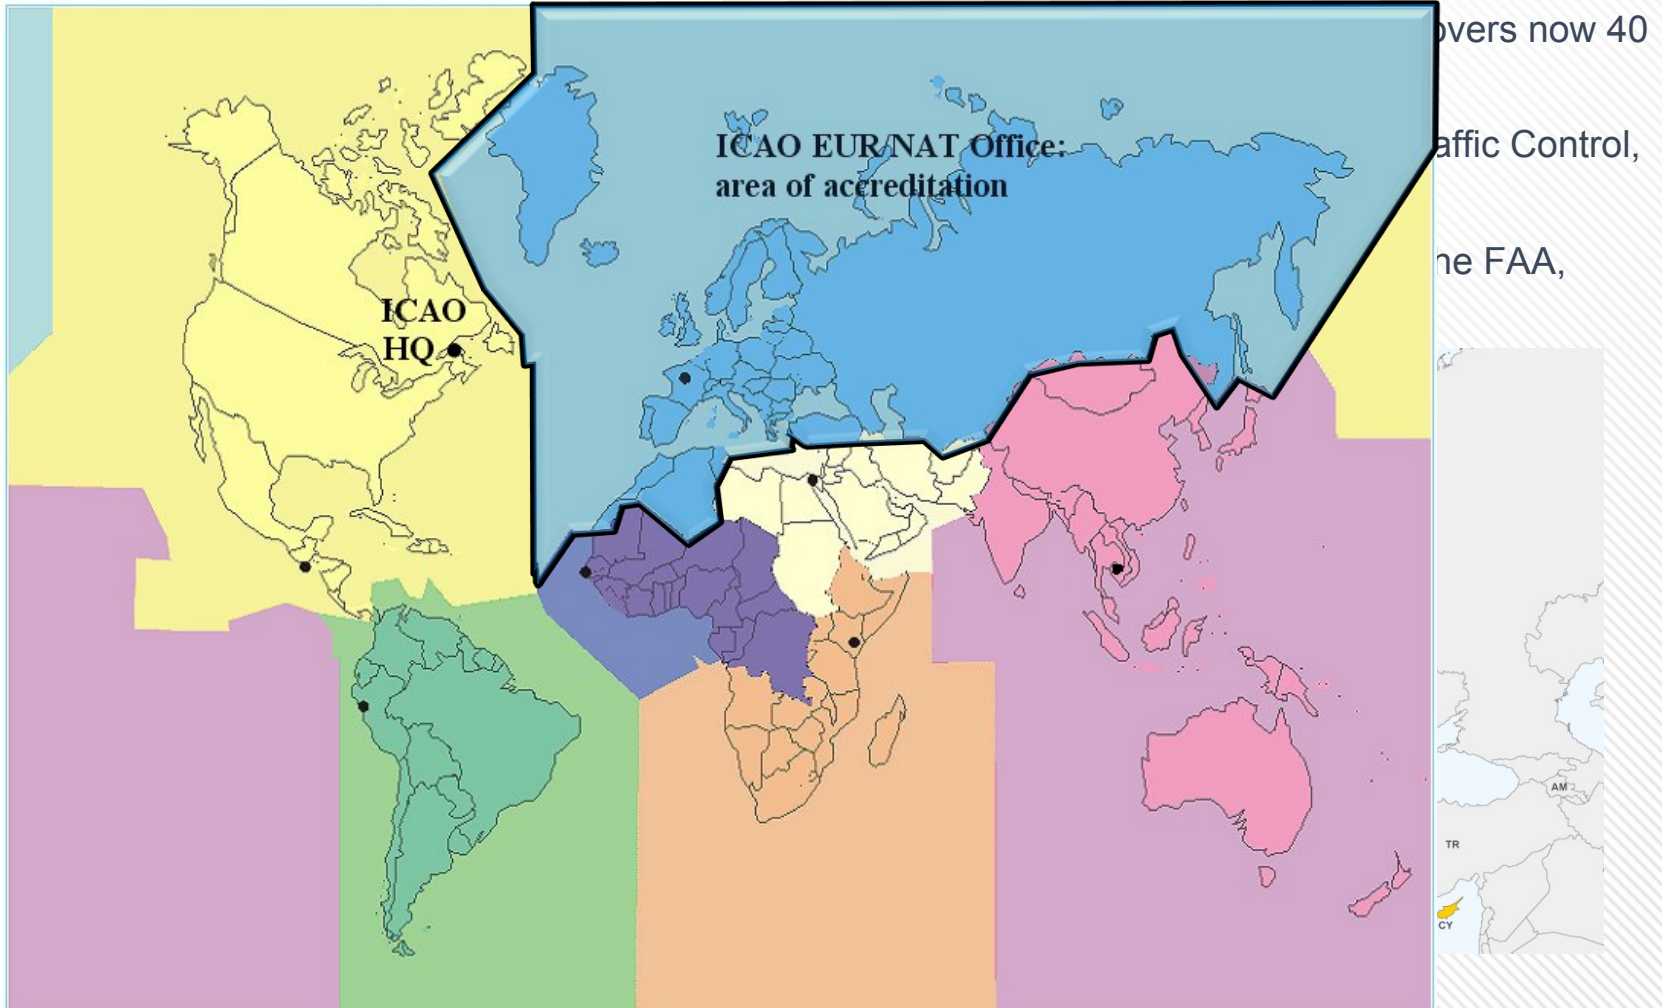 overs now 40
ICAO EUR/NAT Office:
area of accreditation
affic Control,
he FAA,
ICAO
HQ
AM
TR
CY